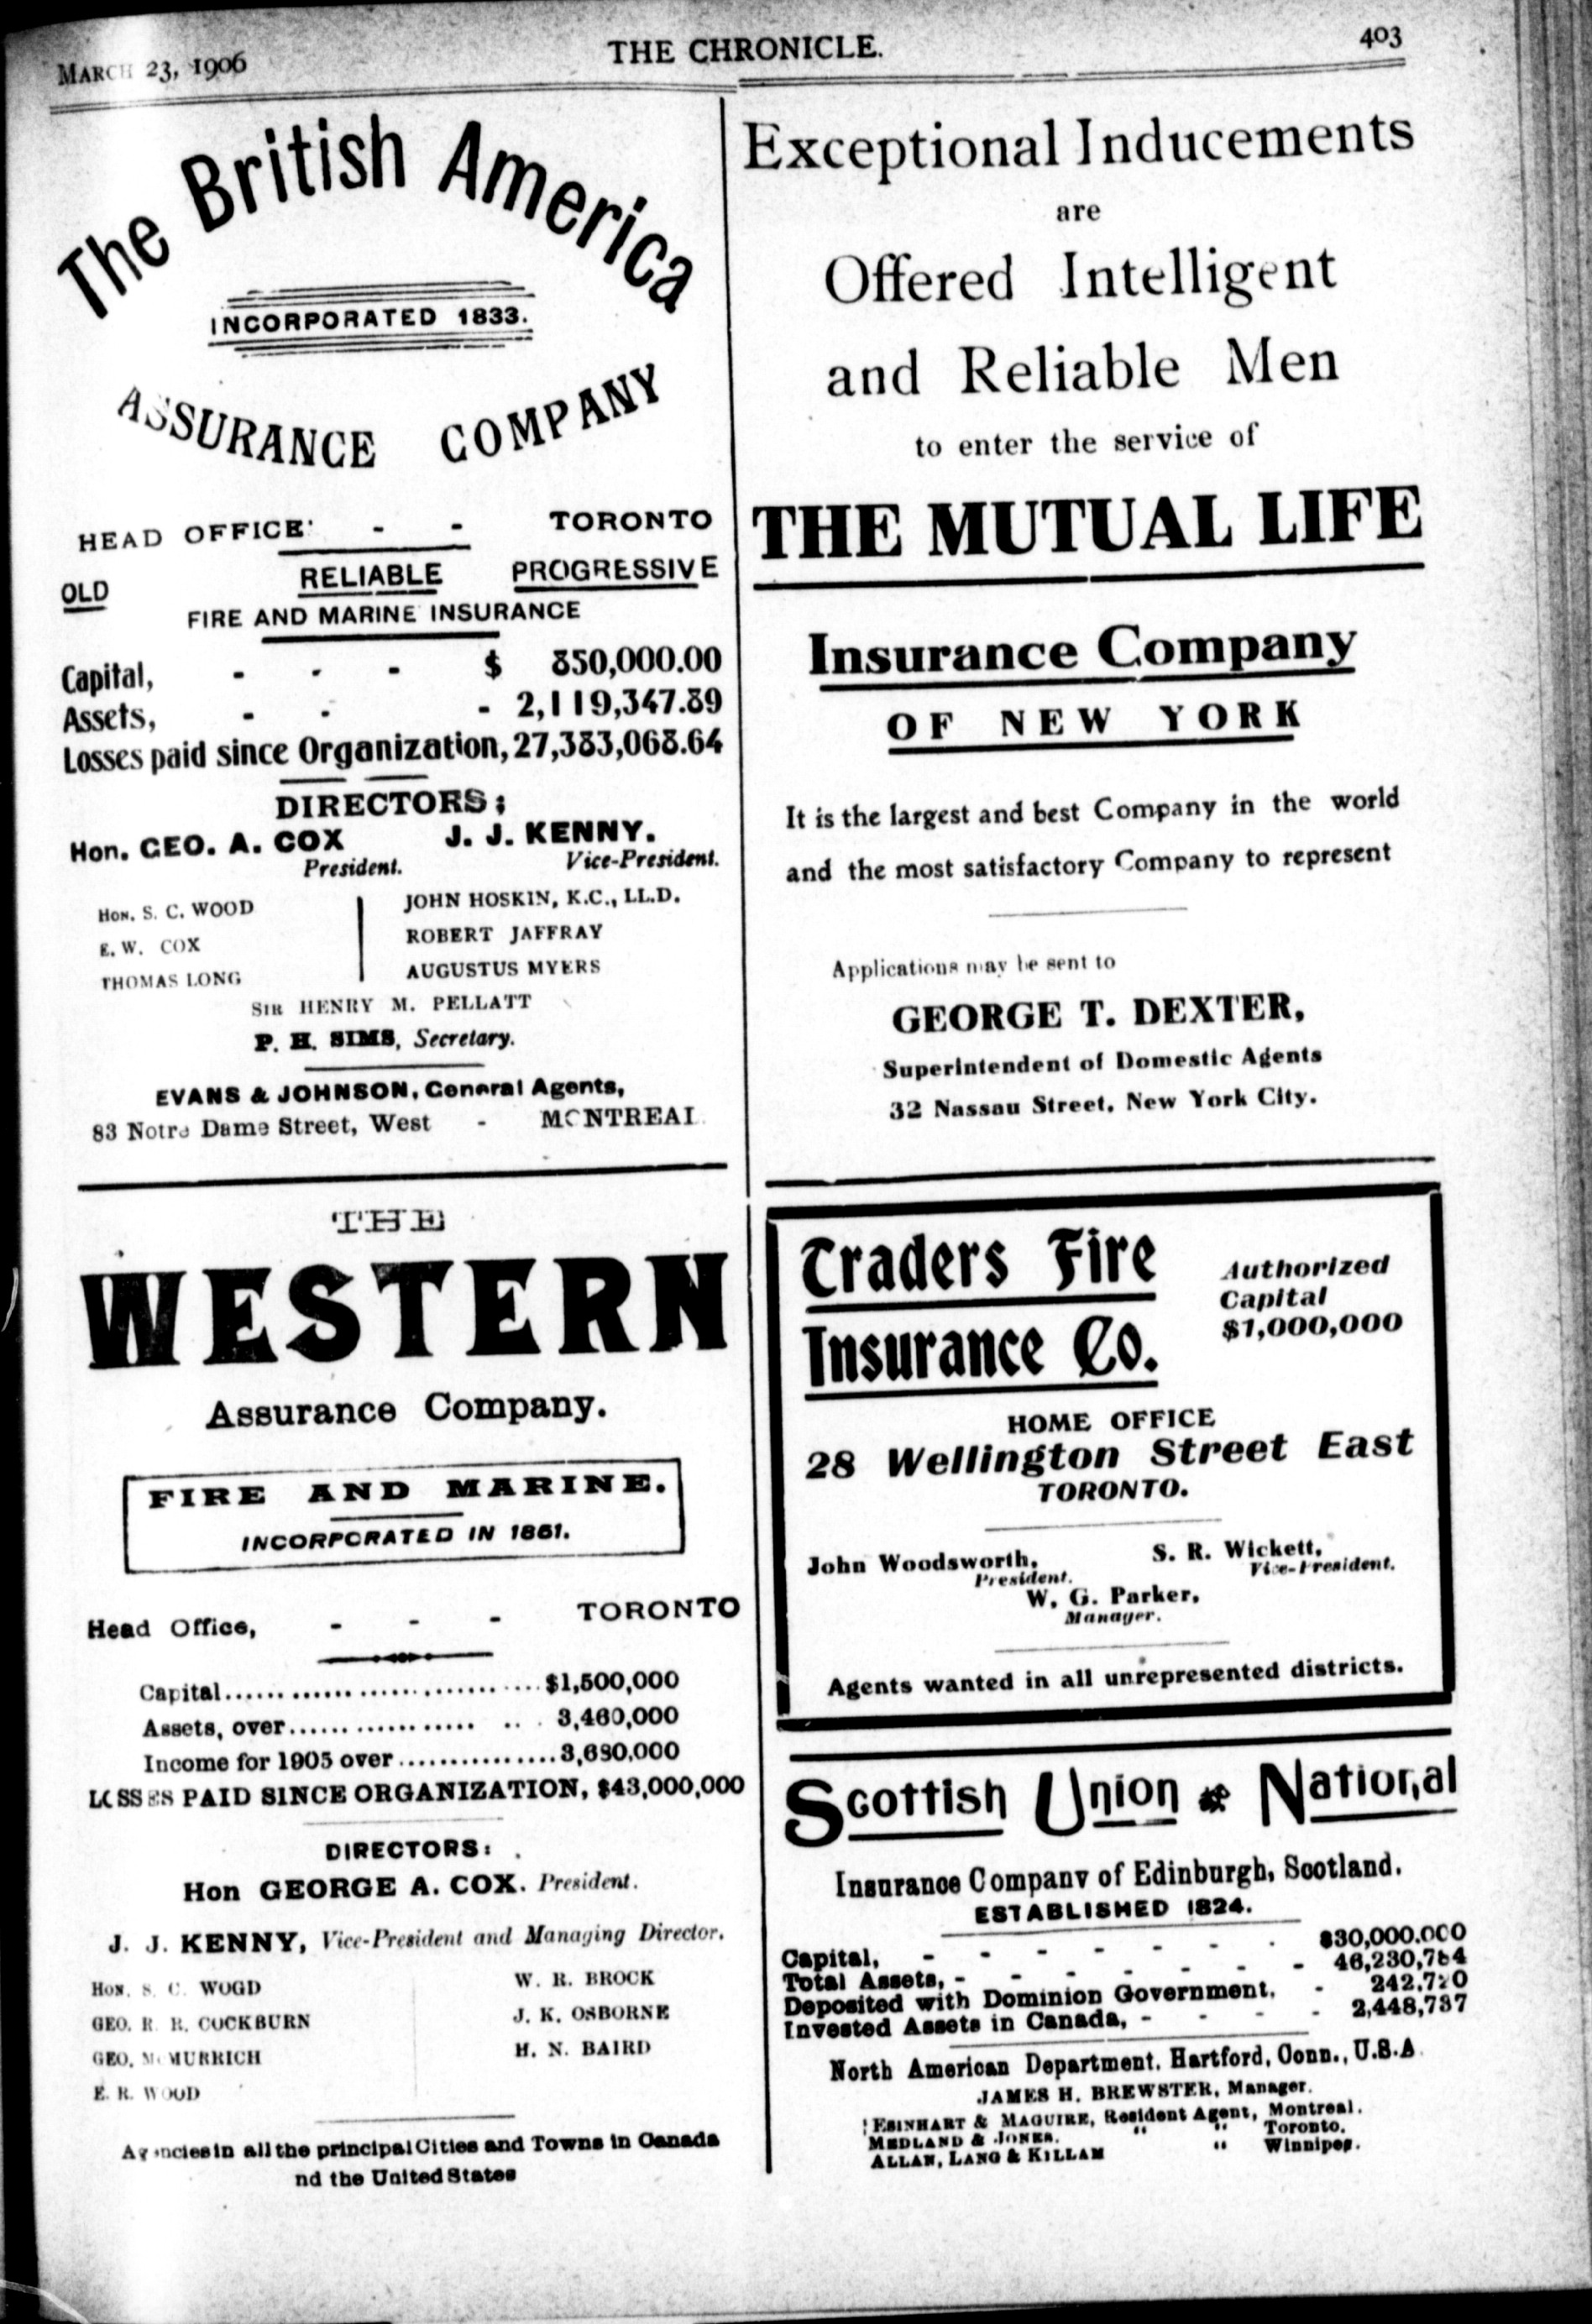 MARCH 23, 1906
THE CHRONICLE.
403
The British America
INCORPORATED 1833.
ASSURANCE COMPANY
HEAD OFFICE: - - TORONTO
OLD RELIABLE PROGRESSIVE
FIRE AND MARINE INSURANCE
Capital, - - - $ 850,000.00
Assets, - - - 2,119,347.89
Losses paid since Organization, 27,383,068.64
DIRECTORS:
Hon. GEO. A. COX J. J. KENNY.
President. Vice-President.
HON. S. C. WOOD
E. W. COX
THOMAS LONG
JOHN HOSKIN, K.C., LL.D.
ROBERT JAFFRAY
AUGUSTUS MYERS
SIR HENRY M. PELLATT
P. H. SIMS, Secretary.
EVANS & JOHNSON, General Agents,
83 Notre Dame Street, West - MONTREAL
THE
WESTERN
Assurance Company.
FIRE AND MARINE.
INCORPORATED IN 1851.
Head Office, - - - TORONTO
Capital.......................... $1,500,000
Assets, over.......................... 3,460,000
Income for 1905 over............... 3,680,000
LOSSES PAID SINCE ORGANIZATION, $43,000,000
DIRECTORS:
Hon GEORGE A. COX. President.
J. J. KENNY, Vice-President and Managing Director.
HON. S. C. WOOD
GEO. R. R. COCKBURN
GEO. McMURRICH
E. R. WOOD
W. R. BROCK
J. K. OSBORNE
H. N. BAIRD
Agencies in all the principal Cities and Towns in Canada
nd the United States
Exceptional Inducements
are
Offered Intelligent
and Reliable Men
to enter the service of
THE MUTUAL LIFE
Insurance Company
OF NEW YORK
It is the largest and best Company in the world
and the most satisfactory Company to represent
Applications may be sent to
GEORGE T. DEXTER,
Superintendent of Domestic Agents
32 Nassau Street, New York City.
Traders Fire
Insurance Co.
Authorized
Capital
$1,000,000
HOME OFFICE
28 Wellington Street East
TORONTO.
John Woodsworth, S. R. Wickett,
President. Vice-President.
W. G. Parker,
Manager.
Agents wanted in all unrepresented districts.
Scottish Union & National
Insurance Company of Edinburgh, Scotland.
ESTABLISHED 1824.
Capital, - - - - - - $30,000,000
Total Assets, - - - - - - 46,230,784
Deposited with Dominion Government, - 242,720
Invested Assets in Canada, - - - - 2,448,737
North American Department, Hartford, Conn., U.S.A.
JAMES H. BREWSTER, Manager.
ESINHART & MAGUIRE, Resident Agent, Montreal.
MEDLAND & JONES. " " Toronto.
ALLAN, LANG & KILLAM " Winnipeg.